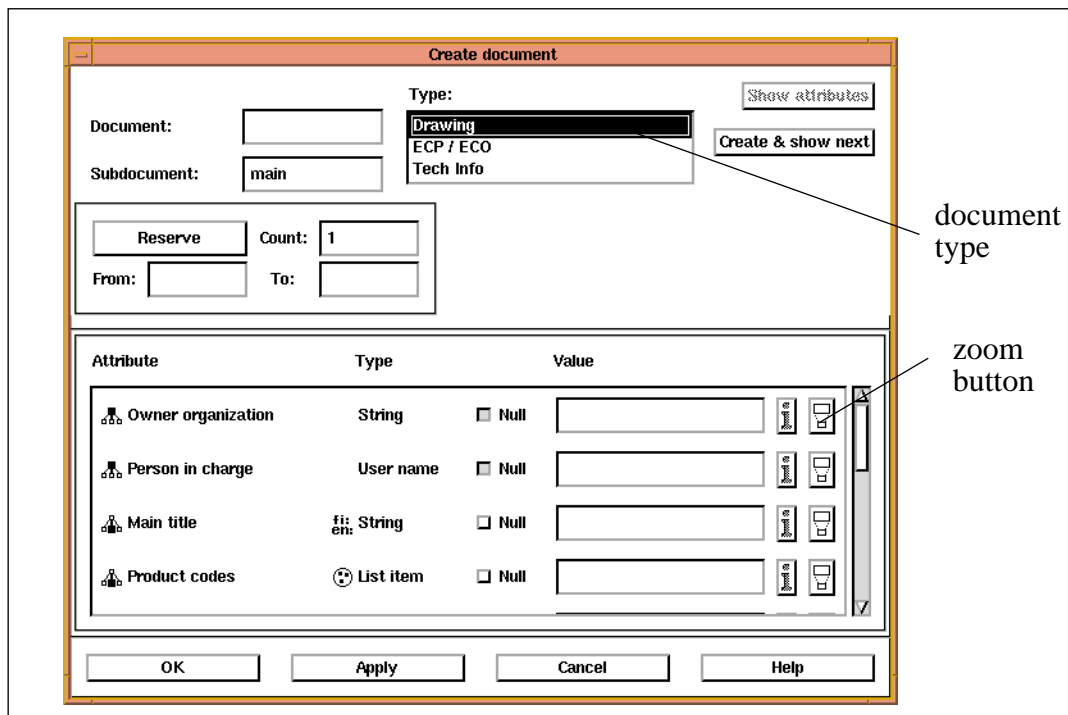 Create document
Type:
Show attributes
Document:
Drawing
ECP / ECO
Create & show next
Subdocument:
main
Tech Info
document
type
Reserve
Count:
1
From:
To:
zoom
button
Attribute
Type
Value
Owner organization
String
Null
Person in charge
User name
Null
Main title
fi:
en:
String
Null
Product codes
List item
Null
OK
Apply
Cancel
Help